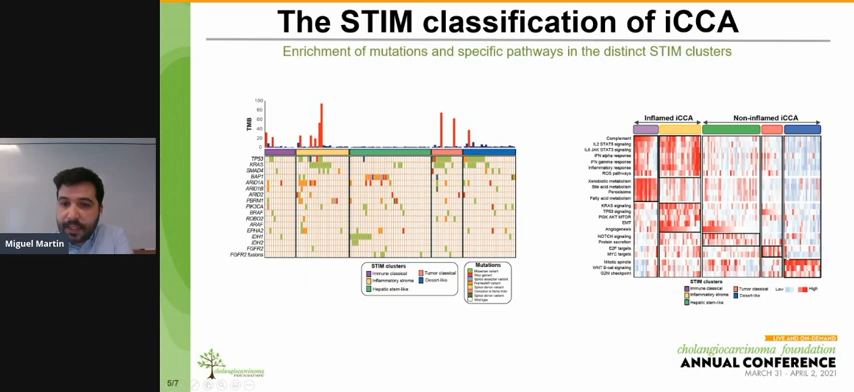 The STIM classification of iCCA
Enrichment of mutations and specific pathways in the distinct STIM clusters
TMB
100
80
60
40
20
0
TP53
KRAS
SMAD4
BAP1
ARID1A
ARID1B
ARID2
PBRM1
PIK3CA
BRAF
ROBO2
ARAF
EPHA2
IDH1
IDH2
FGFR2
FGFR2 fusions
STIM clusters
Immune classical
Tumor classical
Inflammatory stroma
Desert-like
Hepatic stem-like
Mutations
Inflamed iCCA
Non-inflamed iCCA
Complement
IL2 STAT5 signaling
IL6 JAK STAT3 signaling
IFN alpha response
IFN gamma response
Inflammatory response
ROS pathways
Xenobiotic metabolism
Bile acid metabolism
Peroxisome
Fatty acid metabolism
KRAS signaling
TP53 signaling
PI3K AKT MTOR
EMT
Angiogenesis
NOTCH signaling
Protein secretion
E2F targets
MYC targets
Mitotic spindle
WNT B-cat signaling
G2M checkpoint
STIM clusters
Immune classical
Tumor classical
Inflammatory stroma
Desert-like
Hepatic stem-like
Low
High
Miguel Martin
5/7
cholangiocarcinoma
LIVE AND ON-DEMAND
cholangiocarcinoma foundation
ANNUAL CONFERENCE
MARCH 31 - APRIL 2, 2021